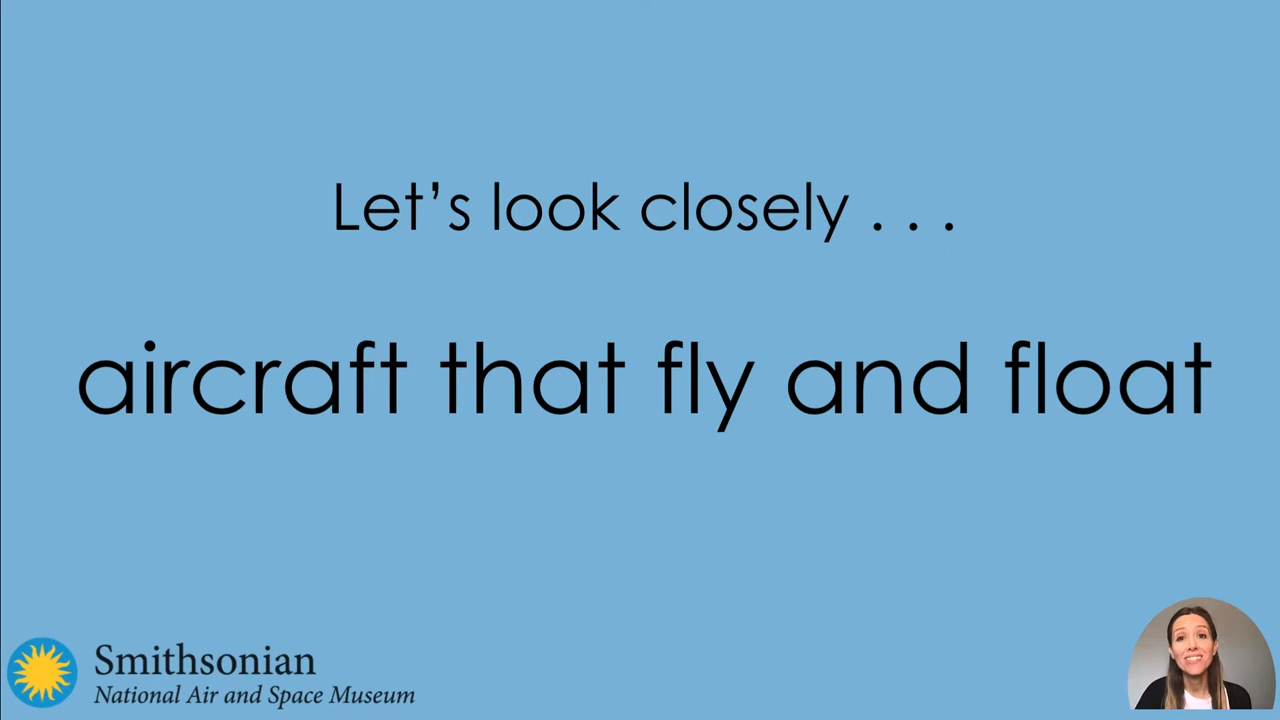 Let’s look closely . . .
aircraft that fly and float
Smithsonian
National Air and Space Museum